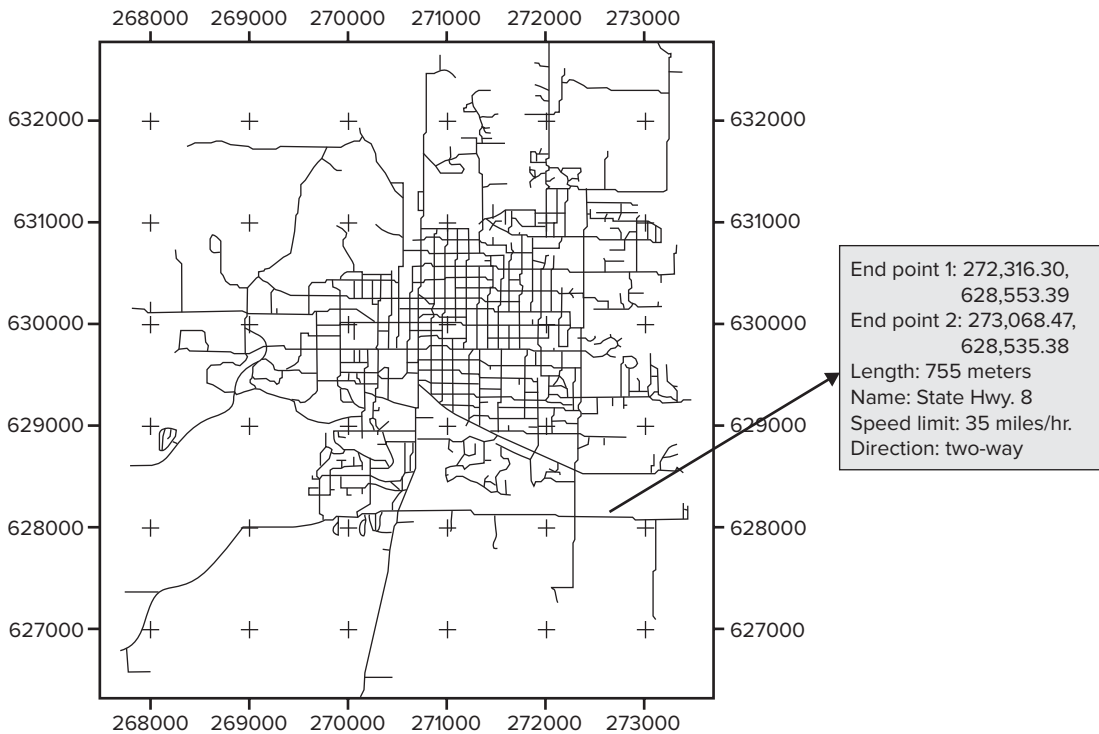 268000 269000 270000 271000 272000 273000
632000 632000
631000 631000
630000 630000
629000 629000
628000 628000
627000 627000
268000 269000 270000 271000 272000 273000
End point 1: 272,316.30,
628,553.39
End point 2: 273,068.47,
628,535.38
Length: 755 meters
Name: State Hwy. 8
Speed limit: 35 miles/hr.
Direction: two-way